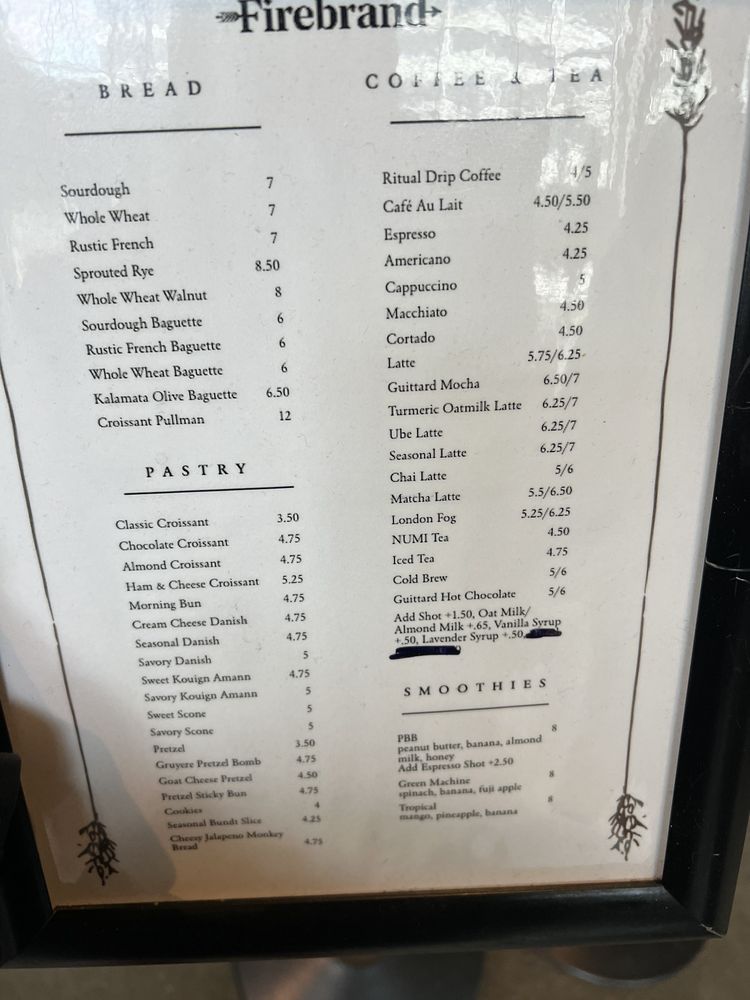 Firebrand
BREAD
Sourdough 7
Whole Wheat 7
Rustic French 7
Sprouted Rye 8.50
Whole Wheat Walnut 8
Sourdough Baguette 6
Rustic French Baguette 6
Whole Wheat Baguette 6
Kalamata Olive Baguette 6.50
Croissant Pullman 12
PASTRY
Classic Croissant 3.50
Chocolate Croissant 4.75
Almond Croissant 4.75
Ham & Cheese Croissant 5.25
Morning Bun 4.75
Cream Cheese Danish 4.75
Seasonal Danish 4.75
Savory Danish 5
Sweet Kouign Amann 4.75
Savory Kouign Amann 5
Sweet Scone 5
Savory Scone 5
Pretzel 3.50
Gruyere Pretzel Bomb 4.75
Goat Cheese Pretzel 4.50
Pretzel Sticky Bun 4.75
Cookies 4
Seasonal Bundt Slice 4.25
Cheesy Jalapeno Monkey
Bread 4.75
COFFEE & TEA
Ritual Drip Coffee 4/5
Café Au Lait 4.50/5.50
Espresso 4.25
Americano 4.25
Cappuccino 5
Macchiato 4.50
Cortado 4.50
Latte 5.75/6.25
Guittard Mocha 6.50/7
Turmeric Oatmilk Latte 6.25/7
Ube Latte 6.25/7
Seasonal Latte 6.25/7
Chai Latte 5/6
Matcha Latte 5.5/6.50
London Fog 5.25/6.25
NUMI Tea 4.50
Iced Tea 4.75
Cold Brew 5/6
Guittard Hot Chocolate 5/6
Add Shot +1.50, Oat Milk/
Almond Milk +.65, Vanilla Syrup
+.50, Lavender Syrup +.50,
SMOOTHIES
PBB 8
peanut butter, banana, almond
milk, honey
Add Espresso Shot +2.50
Green Machine 8
spinach, banana, fuji apple
Tropical 8
mango, pineapple, banana